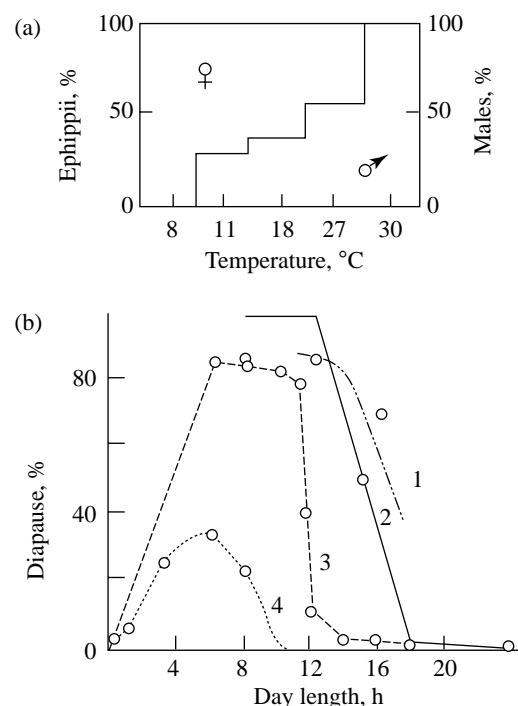 (a)
100
50
0
Ephippii, %
♀
♂
100
50
0
Males, %
8 11 18 27 30
Temperature, °C
(b)
80
40
0
Diapause, %
1
2
3
4
4 8 12 16 20
Day length, h